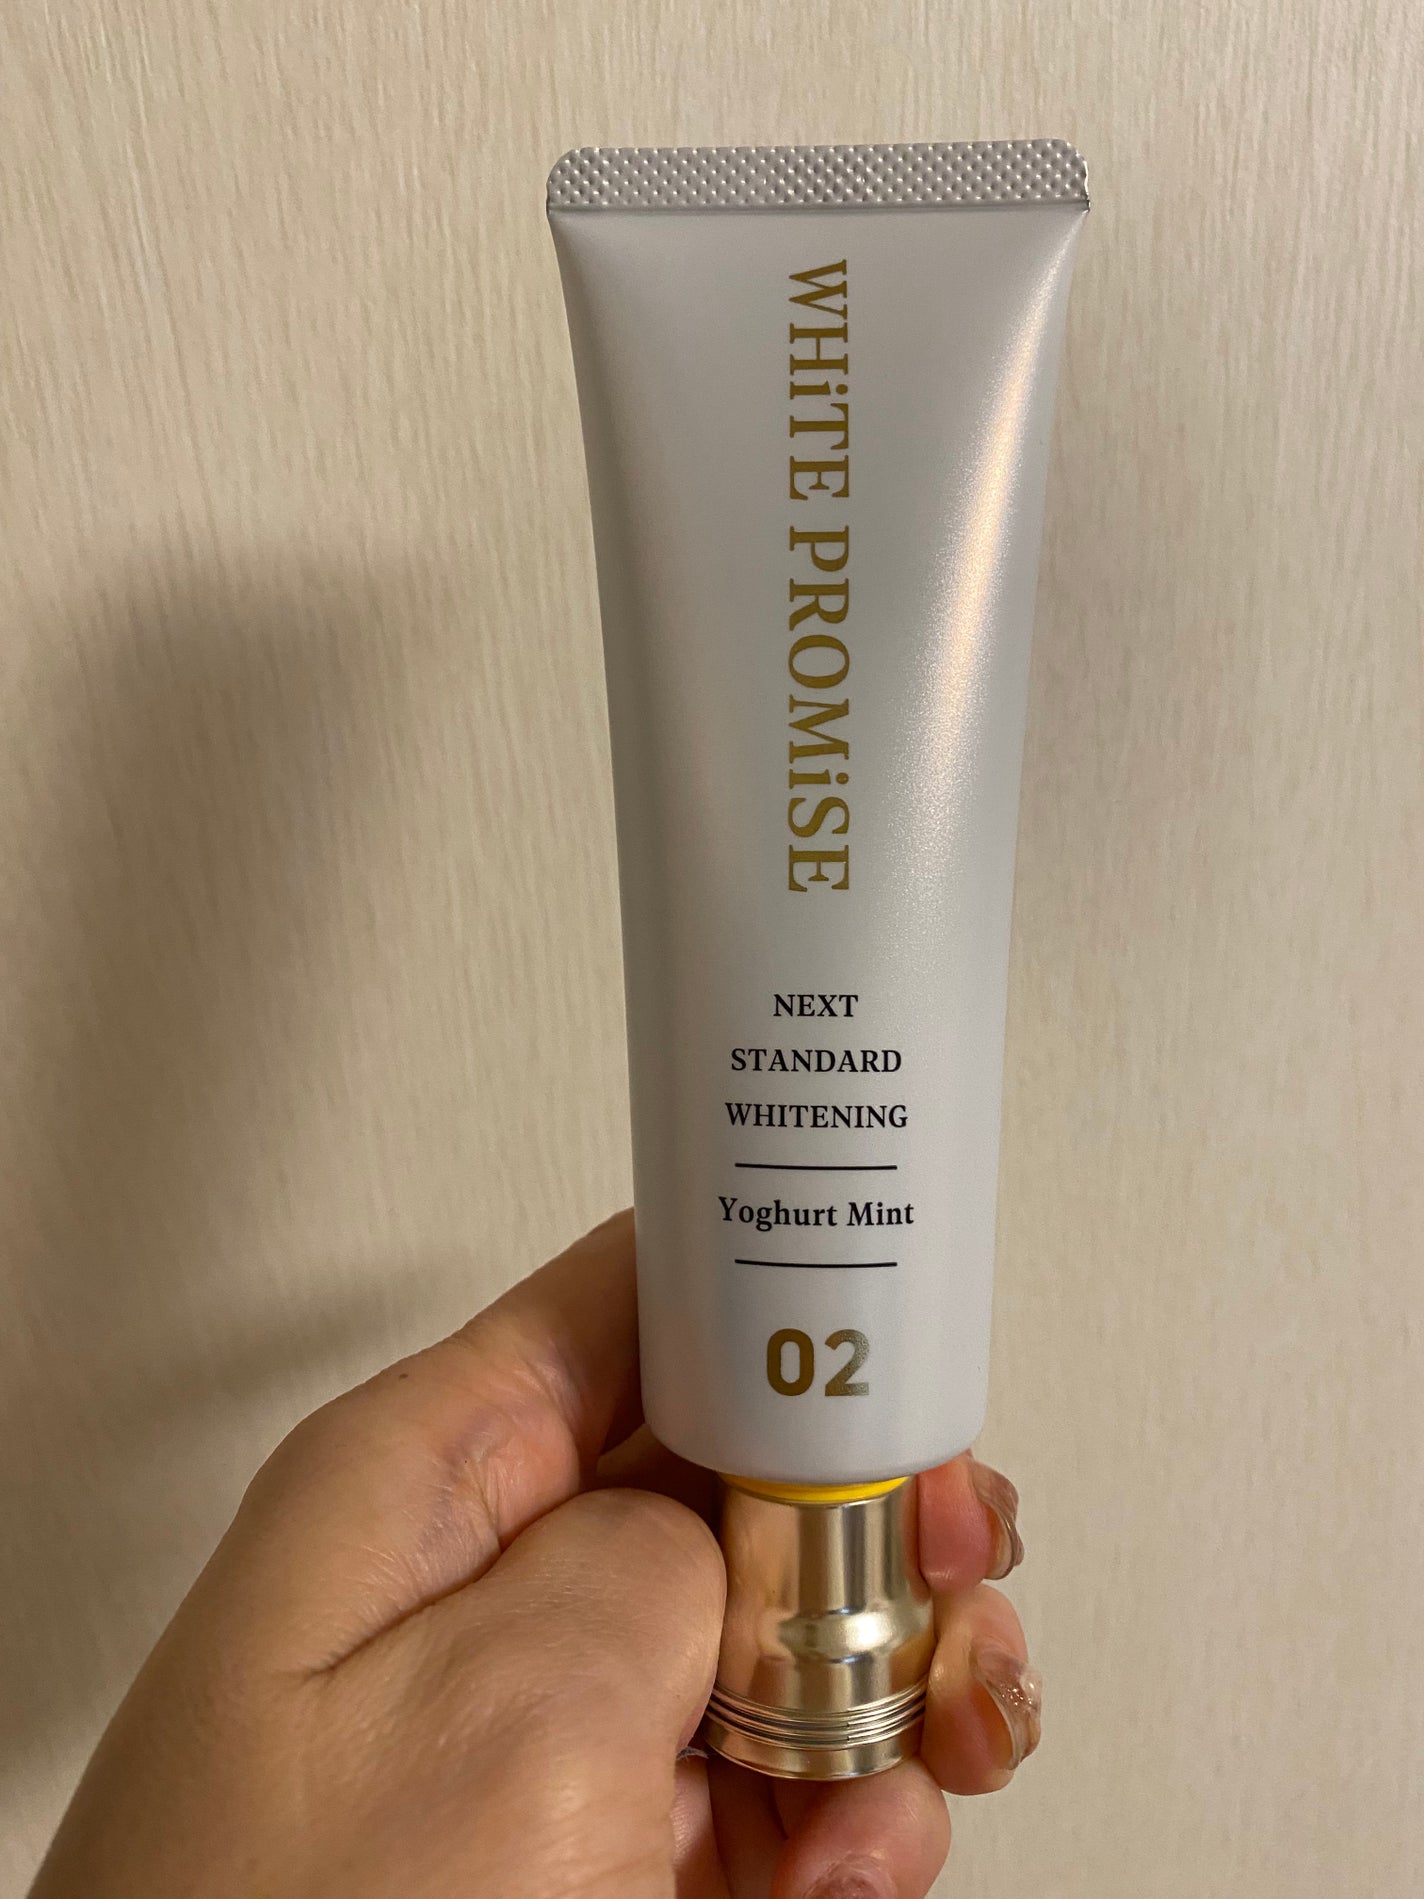 WHiTE PROMiSE
NEXT
STANDARD
WHITENING
Yoghurt Mint
02